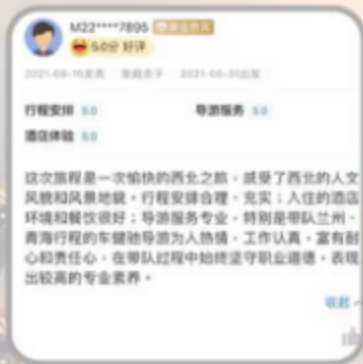 M22****7895
5.0分 好评
2021-06-15发表 家庭亲子 2021-05-31出发
行程安排 5.0 导游服务 5.0
酒店体验 5.0
这次旅程是一次愉快的西北之旅，感受了西北的人文
风貌和风景地貌。行程安排合理、充实；入住的酒店
环境和餐饮很好；导游服务专业，特别是带队兰州、
青海行程的车健驰导游为人热情，工作认真，富有耐
心和责任心，在带队过程中始终坚守职业道德，表现
出较高的专业素养。
收起